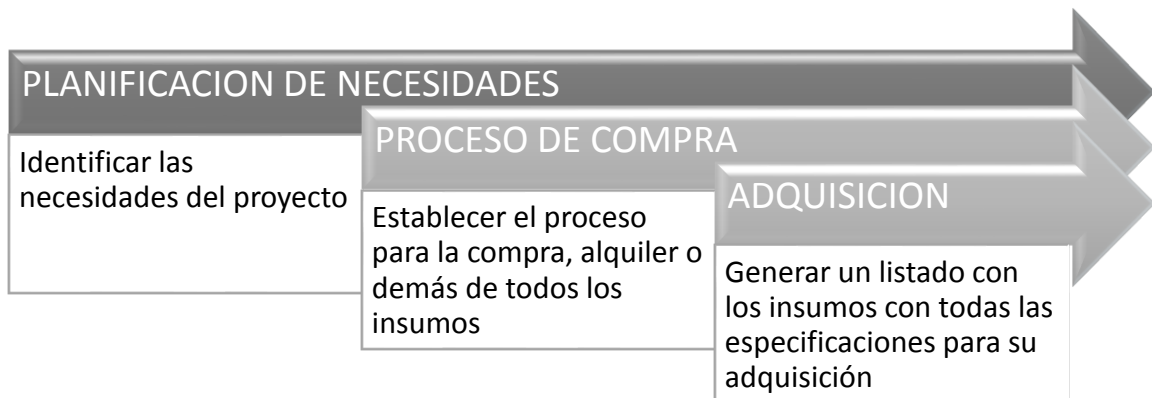 PLANIFICACION DE NECESIDADES
Identificar las
necesidades del proyecto
PROCESO DE COMPRA
Establecer el proceso
para la compra, alquiler o
demás de todos los
insumos
ADQUISICION
Generar un listado con
los insumos con todas las
especificaciones para su
adquisición